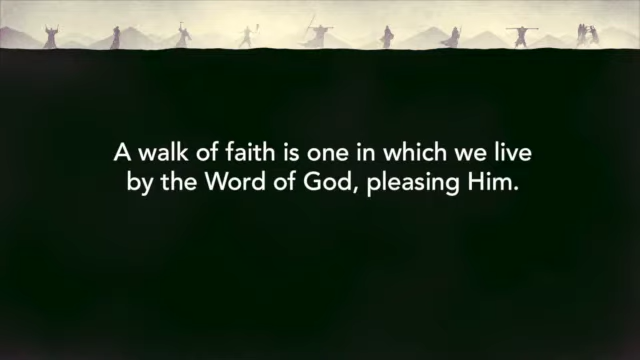 A walk of faith is one in which we live
by the Word of God, pleasing Him.